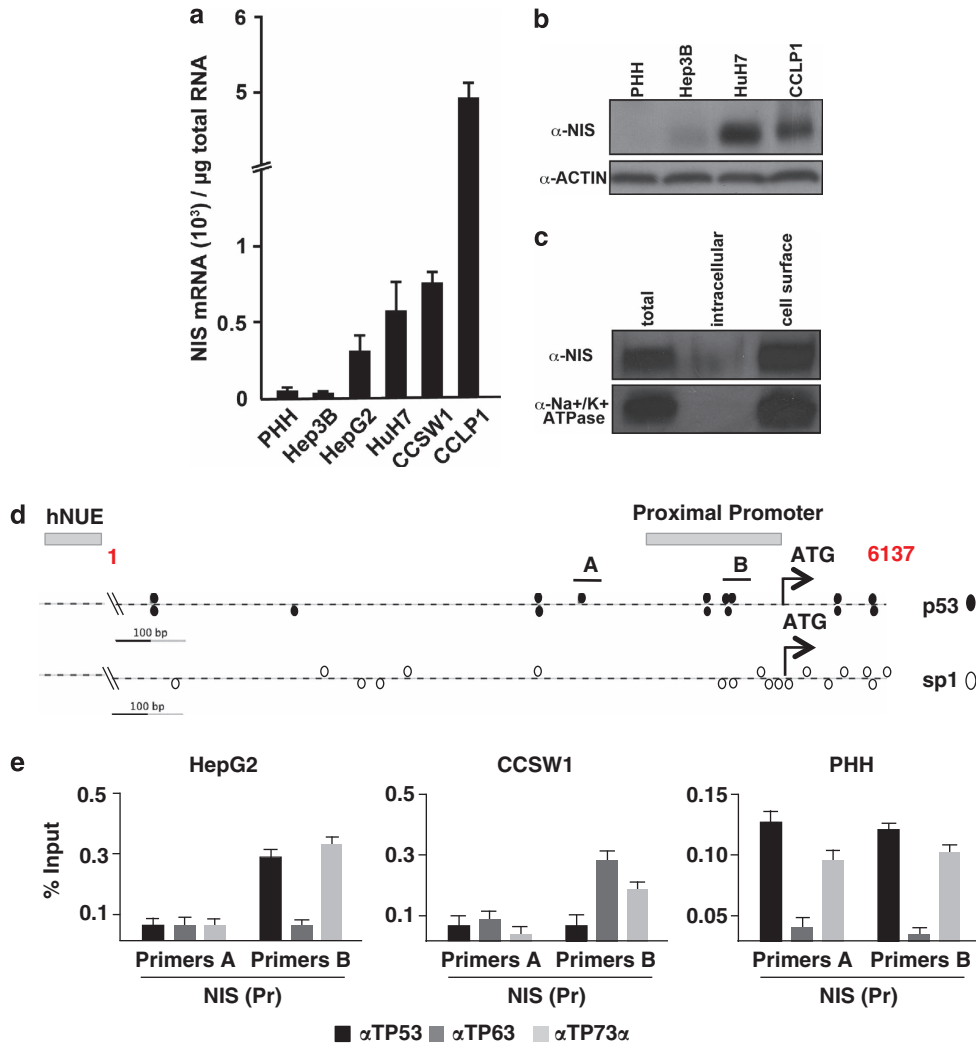 a
6
5
1
0.5
0
NIS mRNA (10³) / µg total RNA
PHH
Hep3B
HepG2
HuH7
CCSW1
CCLP1
b
PHH
Hep3B
HuH7
CCLP1
α-NIS
α-ACTIN
c
total
intracellular
cell surface
α-NIS
α-Na+/K+
ATPase
d
hNUE
Proximal Promoter
1
A
B
ATG
6137
p53
100 bp
ATG
sp1
100 bp
e
HepG2
CCSW1
PHH
% Input
0.5
0.3
0.1
0.5
0.3
0.1
0.15
0.10
0.05
Primers A Primers B
Primers A Primers B
Primers A Primers B
NIS (Pr)
NIS (Pr)
NIS (Pr)
αTP53 αTP63 αTP73α